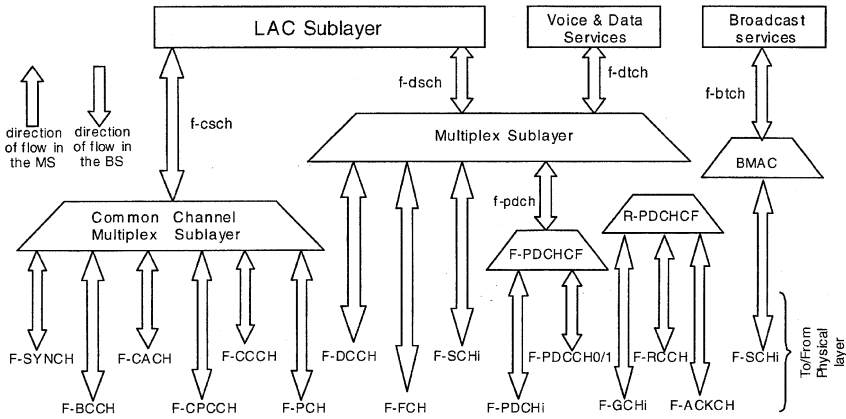 LAC Sublayer
Voice & Data
Services
Broadcast
services
f-csch
f-dsch
f-dtch
f-btch
direction
of flow in
the MS
direction
of flow in
the BS
Multiplex Sublayer
BMAC
f-pdch
Common Channel
Multiplex Sublayer
R-PDCHCF
F-PDCHCF
F-SYNCH
F-CACH
F-CCCH
F-DCCH
F-SCHi
F-PDCCH0/1
F-RCCH
F-SCHi
F-BCCH
F-CPCCH
F-PCH
F-FCH
F-PDCHi
F-GCHi
F-ACKCH
To/From
Physical
layer